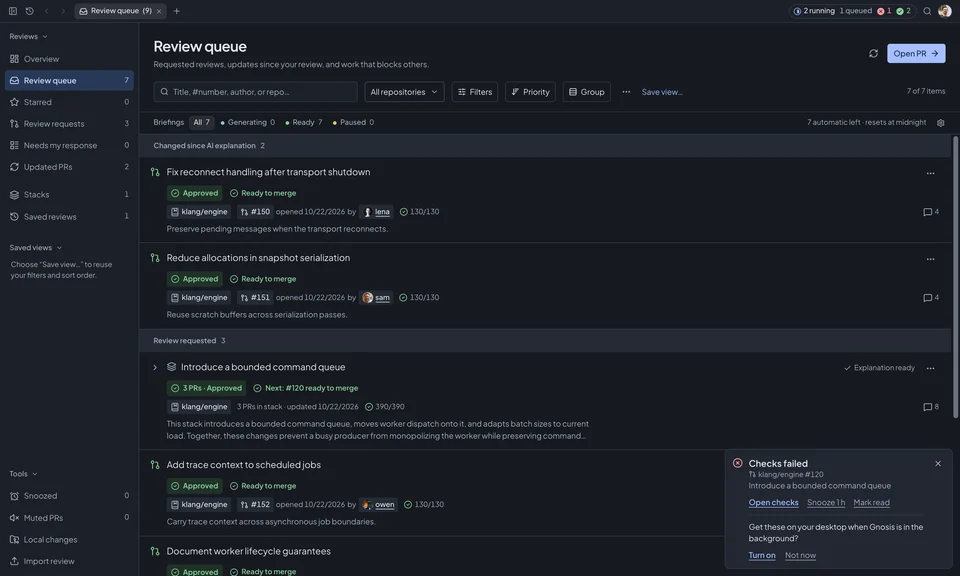 Review queue (9)
2 running 1 queued 1 2
Reviews
Overview
Review queue 7
Starred 0
Review requests 3
Needs my response 0
Updated PRs 2
Stacks 1
Saved reviews 1
Saved views
Choose "Save view..." to reuse
your filters and sort order.
Tools
Snoozed 0
Muted PRs 0
Local changes
Import review
Review queue
Requested reviews, updates since your review, and work that blocks others.
Open PR
Title, #number, author, or repo...
All repositories
Filters
Priority
Group
Save view...
7 of 7 items
Briefings All 7 Generating 0 Ready 7 Paused 0
7 automatic left · resets at midnight
Changed since AI explanation 2
Fix reconnect handling after transport shutdown
Approved Ready to merge
klang/engine #150 opened 10/22/2026 by lena 130/130 4
Preserve pending messages when the transport reconnects.
Reduce allocations in snapshot serialization
Approved Ready to merge
klang/engine #151 opened 10/22/2026 by sam 130/130 4
Reuse scratch buffers across serialization passes.
Review requested 3
Introduce a bounded command queue
Explanation ready
3 PRs · Approved Next: #120 ready to merge
klang/engine 3 PRs in stack · updated 10/22/2026 390/390 8
This stack introduces a bounded command queue, moves worker dispatch onto it, and adapts batch sizes to current
load. Together, these changes prevent a busy producer from monopolizing the worker while preserving command...
Add trace context to scheduled jobs
Approved Ready to merge
klang/engine #152 opened 10/22/2026 by owen 130/130
Carry trace context across asynchronous job boundaries.
Document worker lifecycle guarantees
Approved Ready to merge
Checks failed
klang/engine #120
Introduce a bounded command queue
Open checks Snooze 1 h Mark read
Get these on your desktop when Gnosis is in the
background?
Turn on Not now